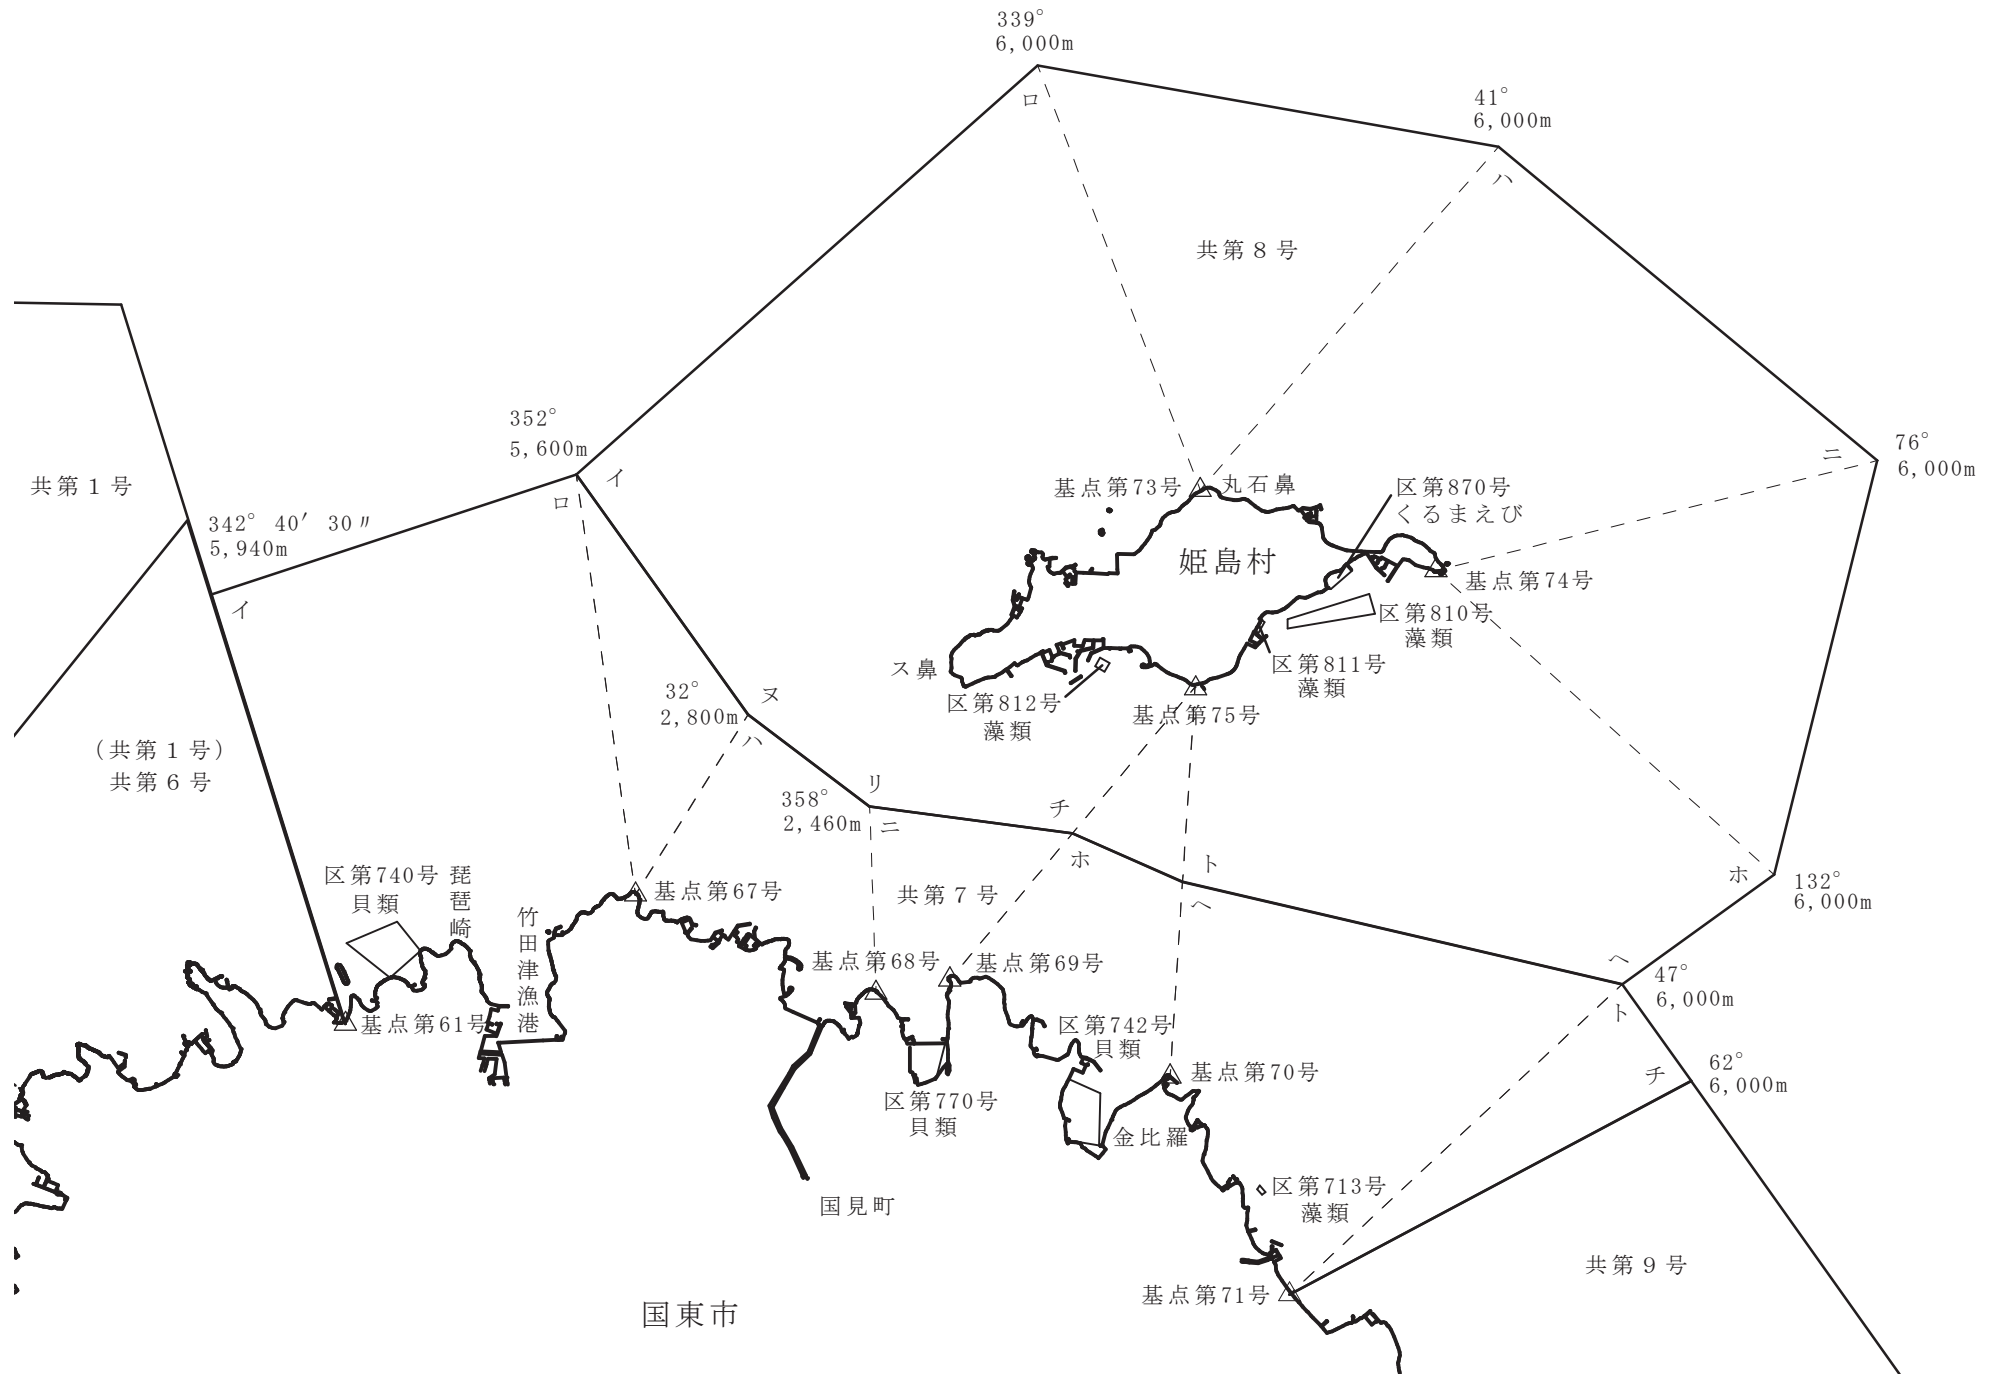 339°
6,000m
ロ
41°
6,000m
ハ
共第８号
352°
5,600m
イ
ロ
76°
6,000m
ニ
共第１号
342° 40′ 30″
5,940m
イ
基点第73号
丸石鼻
区第870号
くるまえび
姫島村
基点第74号
区第810号
藻類
区第811号
藻類
ス鼻
区第812号
藻類
基点第75号
32°
2,800m
ヌ
ハ
（共第１号）
共第６号
358°
2,460m
リ
ニ
チ
ホ
ト
ヘ
ホ
132°
6,000m
区第740号
貝類
琵琶崎
竹田津漁港
基点第67号
共第７号
基点第68号
基点第69号
ヘ
ト
47°
6,000m
基点第61号
区第742号
貝類
基点第70号
チ
62°
6,000m
区第770号
貝類
金比羅
国見町
区第713号
藻類
共第９号
基点第71号
国東市